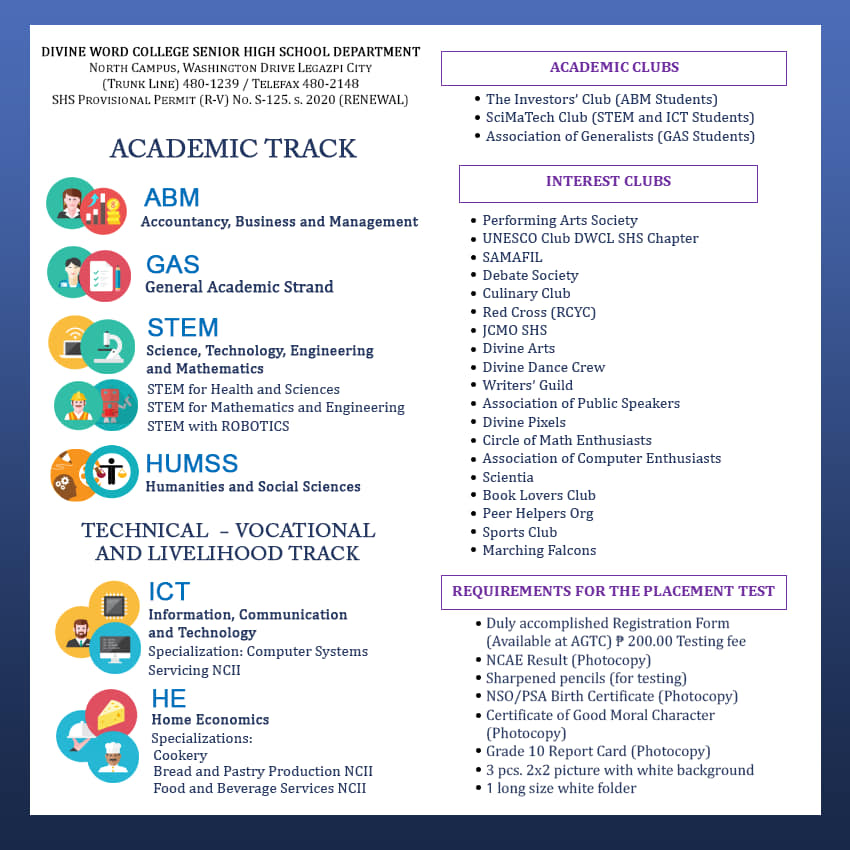 DIVINE WORD COLLEGE SENIOR HIGH SCHOOL DEPARTMENT
NORTH CAMPUS, WASHINGTON DRIVE LEGAZPI CITY
(TRUNK LINE) 480-1239 / TELEFAX 480-2148
SHS PROVISIONAL PERMIT (R-V) NO. S-125. S. 2020 (RENEWAL)
ACADEMIC TRACK
ABM
Accountancy, Business and Management
GAS
General Academic Strand
STEM
Science, Technology, Engineering
and Mathematics
STEM for Health and Sciences
STEM for Mathematics and Engineering
STEM with ROBOTICS
HUMSS
Humanities and Social Sciences
TECHNICAL – VOCATIONAL
AND LIVELIHOOD TRACK
ICT
Information, Communication
and Technology
Specialization: Computer Systems
Servicing NCII
HE
Home Economics
Specializations:
Cookery
Bread and Pastry Production NCII
Food and Beverage Services NCII
ACADEMIC CLUBS
• The Investors' Club (ABM Students)
• SciMaTech Club (STEM and ICT Students)
• Association of Generalists (GAS Students)
INTEREST CLUBS
• Performing Arts Society
• UNESCO Club DWCL SHS Chapter
• SAMAFIL
• Debate Society
• Culinary Club
• Red Cross (RCYC)
• JCMO SHS
• Divine Arts
• Divine Dance Crew
• Writers' Guild
• Association of Public Speakers
• Divine Pixels
• Circle of Math Enthusiasts
• Association of Computer Enthusiasts
• Scientia
• Book Lovers Club
• Peer Helpers Org
• Sports Club
• Marching Falcons
REQUIREMENTS FOR THE PLACEMENT TEST
• Duly accomplished Registration Form
(Available at AGTC) ₱ 200.00 Testing fee
• NCAE Result (Photocopy)
• Sharpened pencils (for testing)
• NSO/PSA Birth Certificate (Photocopy)
• Certificate of Good Moral Character
(Photocopy)
• Grade 10 Report Card (Photocopy)
• 3 pcs. 2x2 picture with white background
• 1 long size white folder